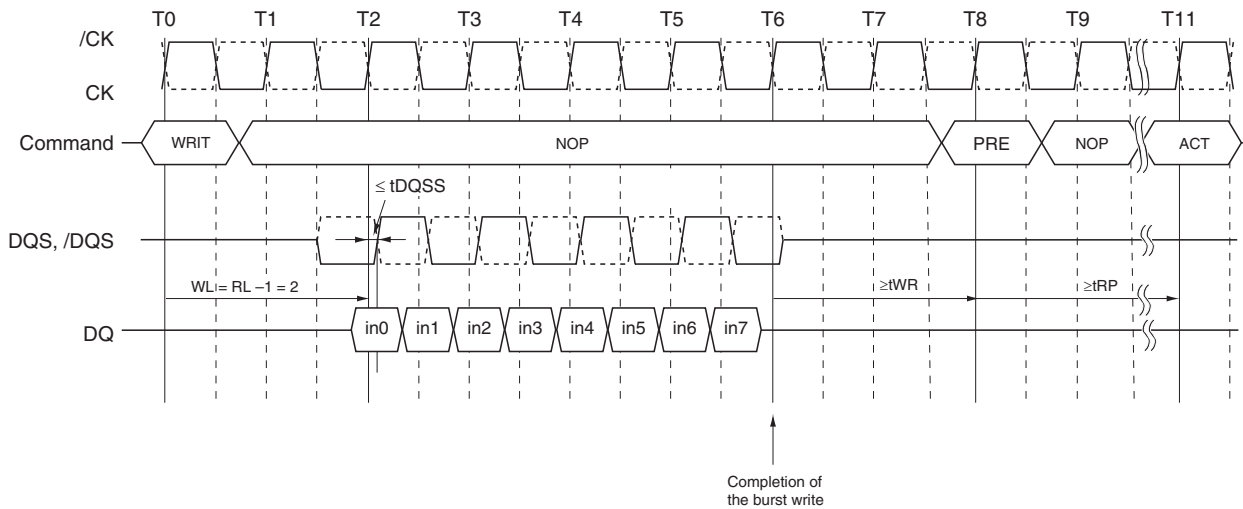 T0 T1 T2 T3 T4 T5 T6 T7 T8 T9 T11
/CK
CK
Command WRIT NOP PRE NOP ACT
≤ tDQSS
DQS, /DQS
WL = RL –1 = 2 ≥tWR ≥tRP
DQ in0 in1 in2 in3 in4 in5 in6 in7
Completion of
the burst write